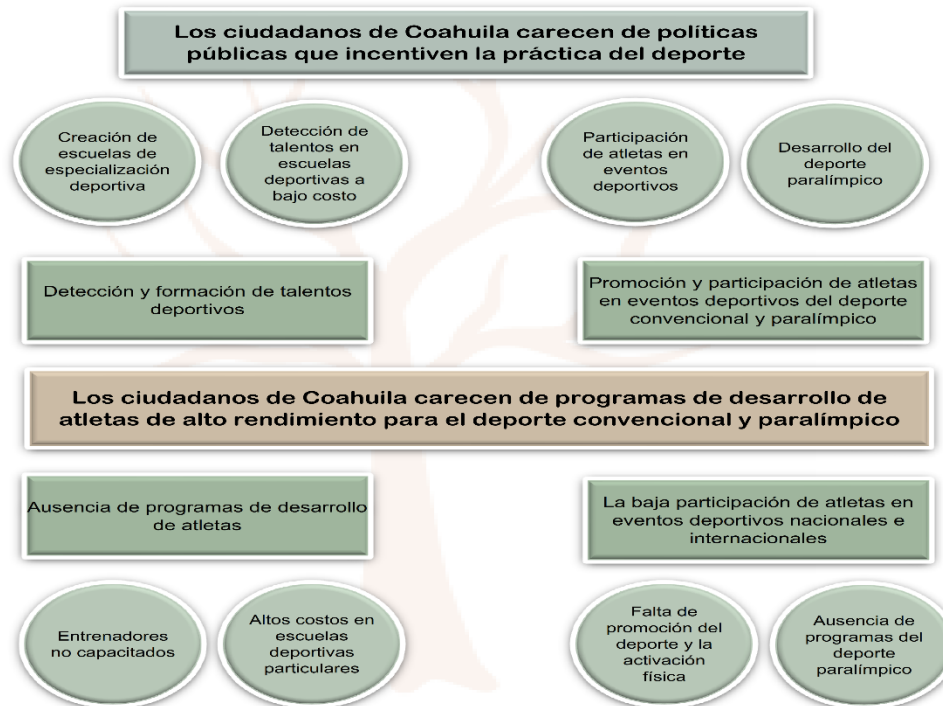 Los ciudadanos de Coahuila carecen de políticas
públicas que incentiven la práctica del deporte
Creación de
escuelas de
especialización
deportiva
Detección de
talentos en
escuelas
deportivas a
bajo costo
Participación
de atletas en
eventos
deportivos
Desarrollo del
deporte
paralímpico
Detección y formación de talentos
deportivos
Promoción y participación de atletas
en eventos deportivos del deporte
convencional y paralímpico
Los ciudadanos de Coahuila carecen de programas de desarrollo de
atletas de alto rendimiento para el deporte convencional y paralímpico
Ausencia de programas de desarrollo
de atletas
La baja participación de atletas en
eventos deportivos nacionales e
internacionales
Entrenadores
no capacitados
Altos costos en
escuelas
deportivas
particulares
Falta de
promoción del
deporte y la
activación
física
Ausencia de
programas del
deporte
paralímpico